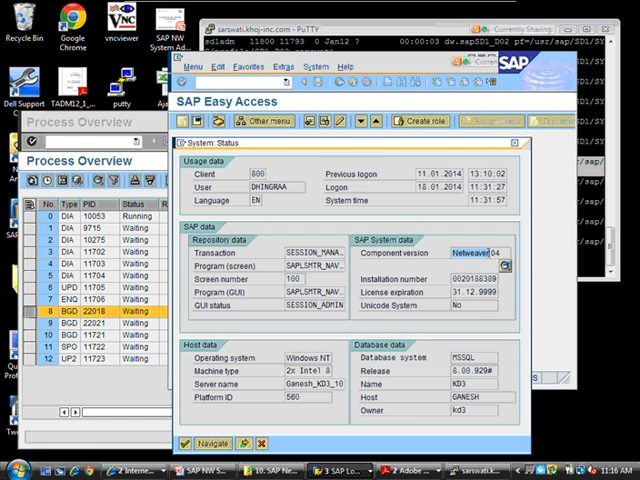 Recycle Bin
Google Chrome
vncviewer
SAP NW System Ad...
Dell Support
TADM12_1...
putty
sarswati.khoj-inc.com - PuTTY
Currently Sharing
sdladm 11800 11793 0 Jan12 ? 00:00:03 dw.sapSD1_D02 pf=/usr/sap/SD1/SY
Menu Edit Favorites Extras System Help
SAP
SAP Easy Access
Other menu
Create role
Process Overview
Process Overview
No. Type PID Status
0 DIA 10053 Running
1 DIA 9715 Waiting
2 DIA 10275 Waiting
3 DIA 11702 Waiting
4 DIA 11703 Waiting
5 DIA 11704 Waiting
6 UPD 11705 Waiting
7 ENQ 11706 Waiting
8 BGD 22018 Waiting
9 BGD 22021 Waiting
10 BGD 11721 Waiting
11 SPO 11722 Waiting
12 UP2 11723 Waiting
System: Status
Usage data
Client 800 Previous logon 11.01.2014 13:10:02
User DHINGRAA Logon 18.01.2014 11:31:27
Language EN System time 11:31:57
SAP data
Repository data
Transaction SESSION_MANA...
Program (screen) SAPLSMTR_NAV...
Screen number 100
Program (GUI) SAPLSMTR_NAV...
GUI status SESSION_ADMIN
SAP System data
Component version Netweaver 04
Installation number 0020188389
License expiration 31.12.9999
Unicode System No
Host data
Operating system Windows NT
Machine type 2x Intel 8
Server name Ganesh_KD3_10
Platform ID 560
Database data
Database system MSSQL
Release 8.00.929#
Name KD3
Host GANESH
Owner kd3
Navigate
2 Interne...
SAP NW S...
10. SAP Ne...
3 SAP Lo...
2 Adobe ...
sarswati.k...
11:16 AM